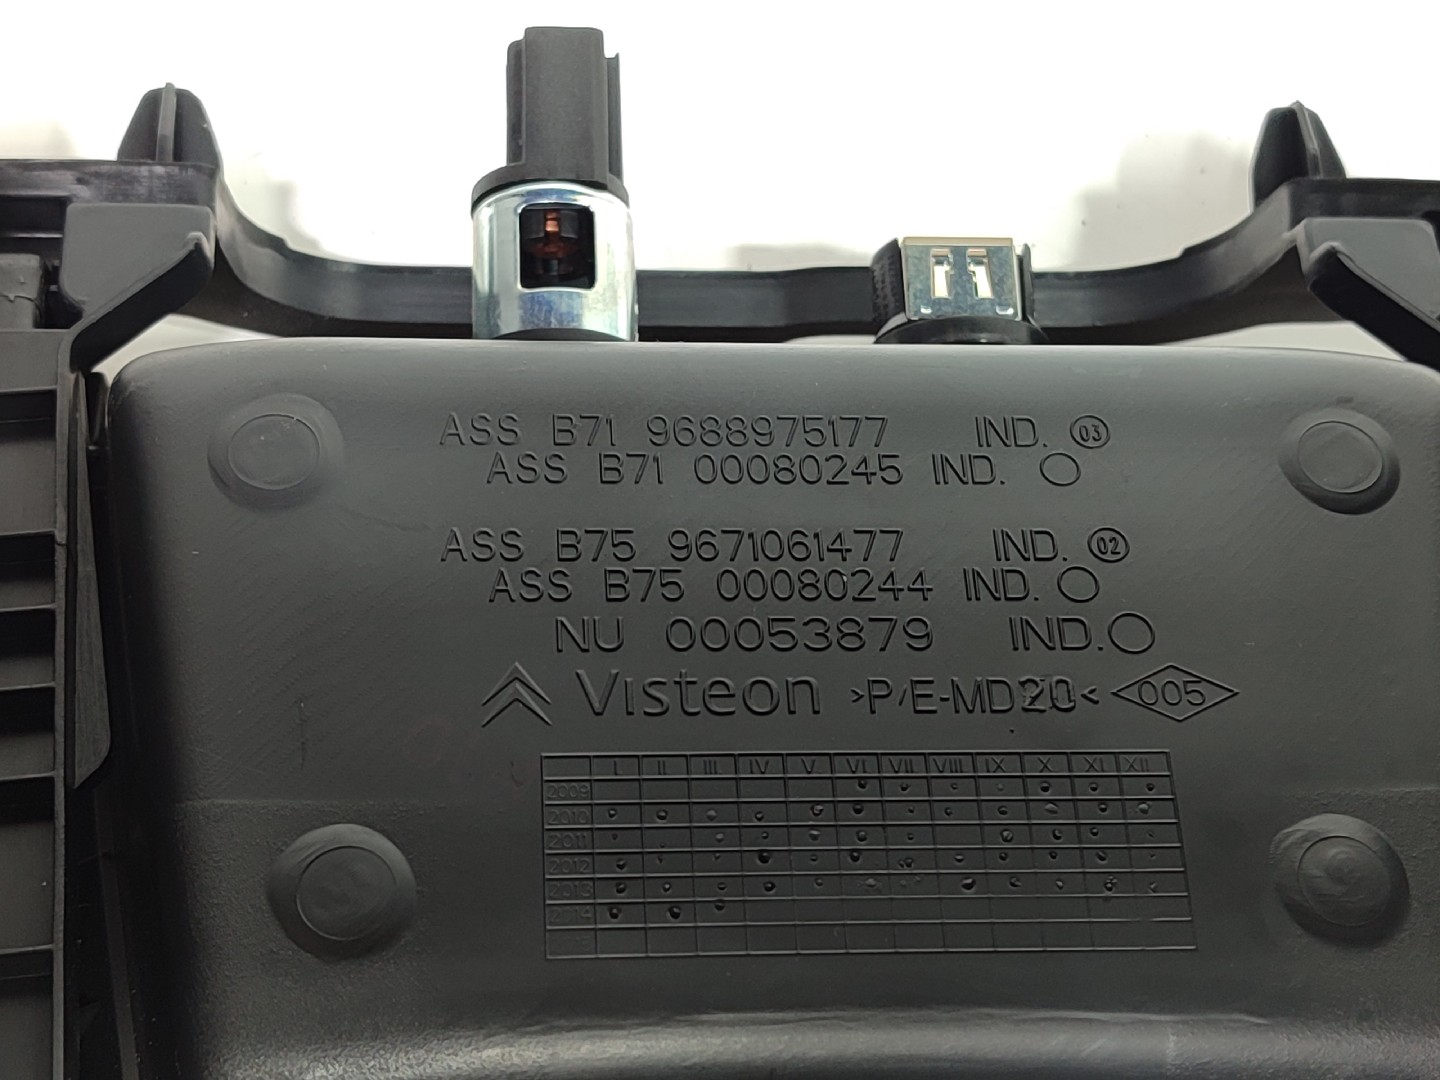 ASS B71 9688975177 IND. 03
ASS B71 00080245 IND.
ASS B75 9671061477 IND. 02
ASS B75 00080244 IND.
NU 00053879 IND.
Visteon >P/E-MD20< 005
I II III IV V VI VII VIII IX X XI XII
2009
2010
2011
2012
2013
2014